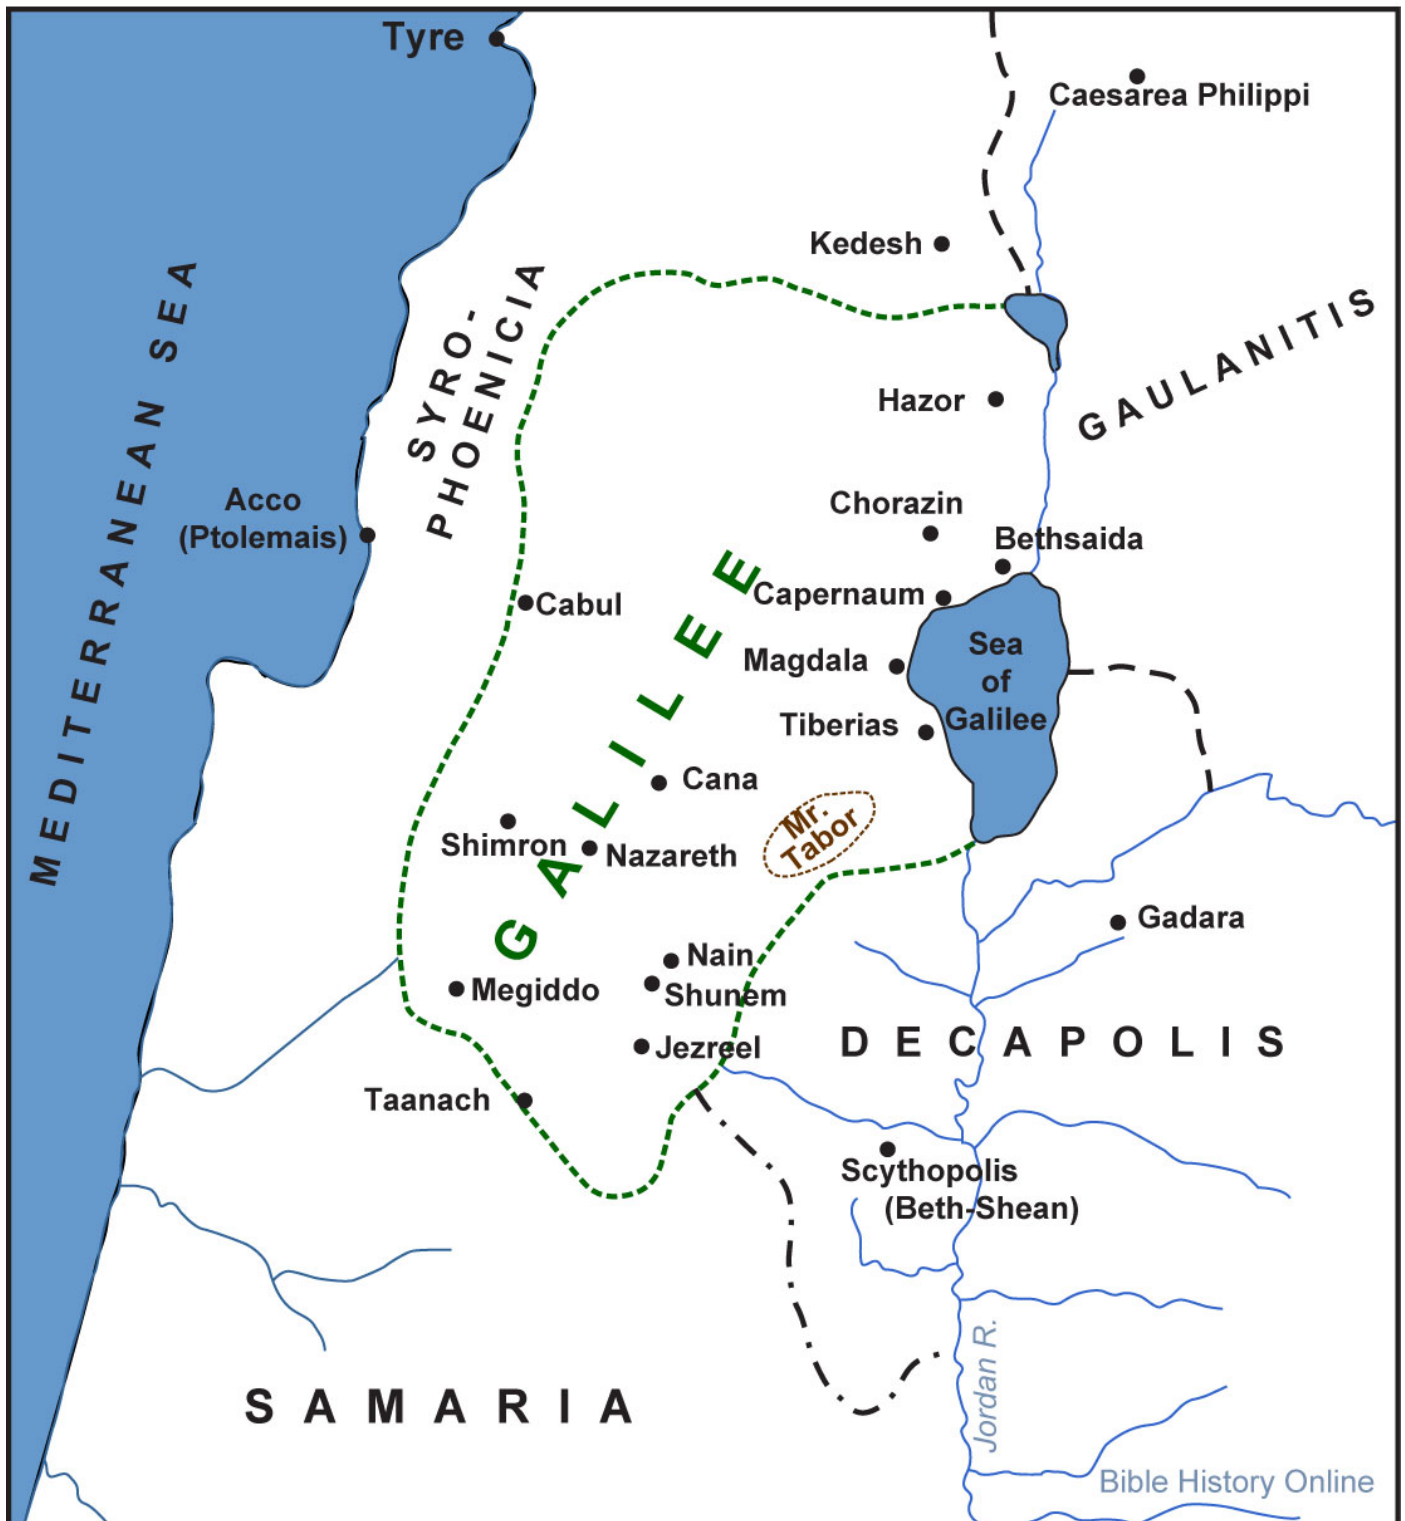 Tyre
Caesarea Philippi
Kedesh
MEDITERRANEAN SEA
SYRO-
PHOENICIA
GAULANITIS
Hazor
Acco
(Ptolemais)
Chorazin
Bethsaida
Capernaum
Cabul
GALILEE
Magdala
Sea
of
Galilee
Tiberias
Cana
Mr.
Tabor
Shimron
Nazareth
Gadara
Nain
Megiddo
Shunem
DECAPOLIS
Jezreel
Taanach
Scythopolis
(Beth-Shean)
SAMARIA
Jordan R.
Bible History Online